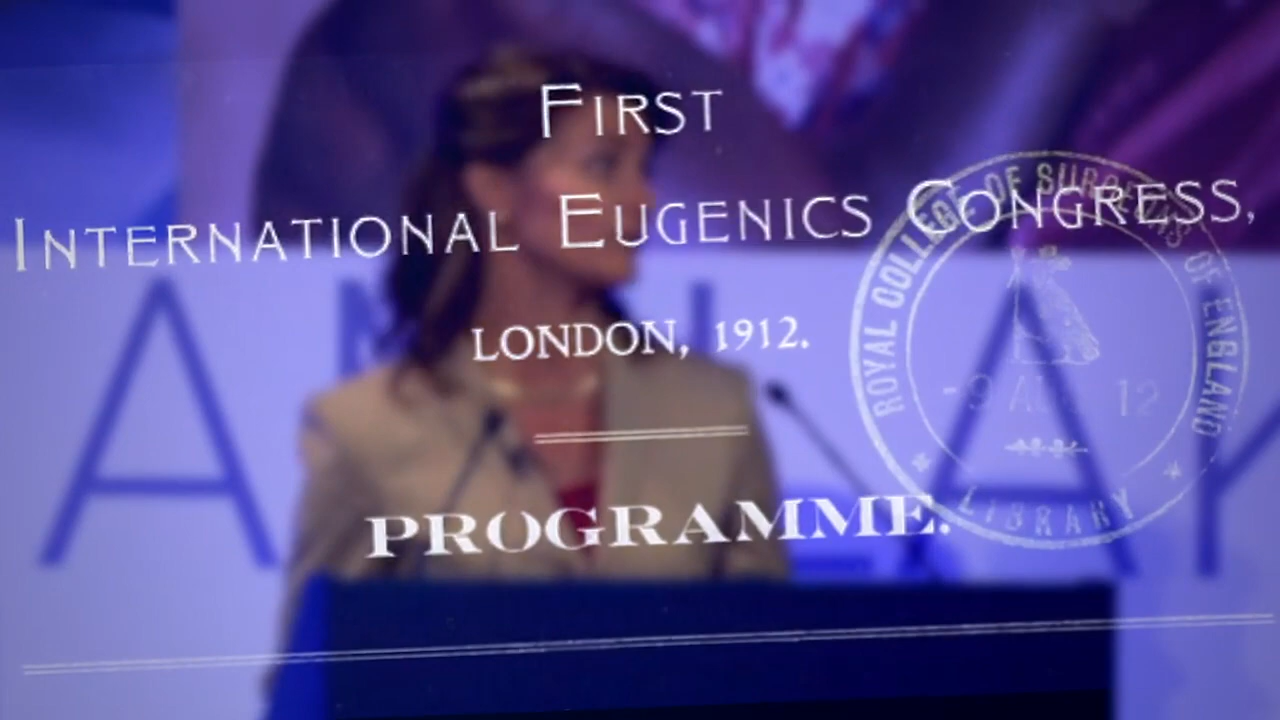 First
International Eugenics Congress,
LONDON, 1912.
PROGRAMME.
ROYAL COLLEGE OF SURGEONS OF ENGLAND
LIBRARY